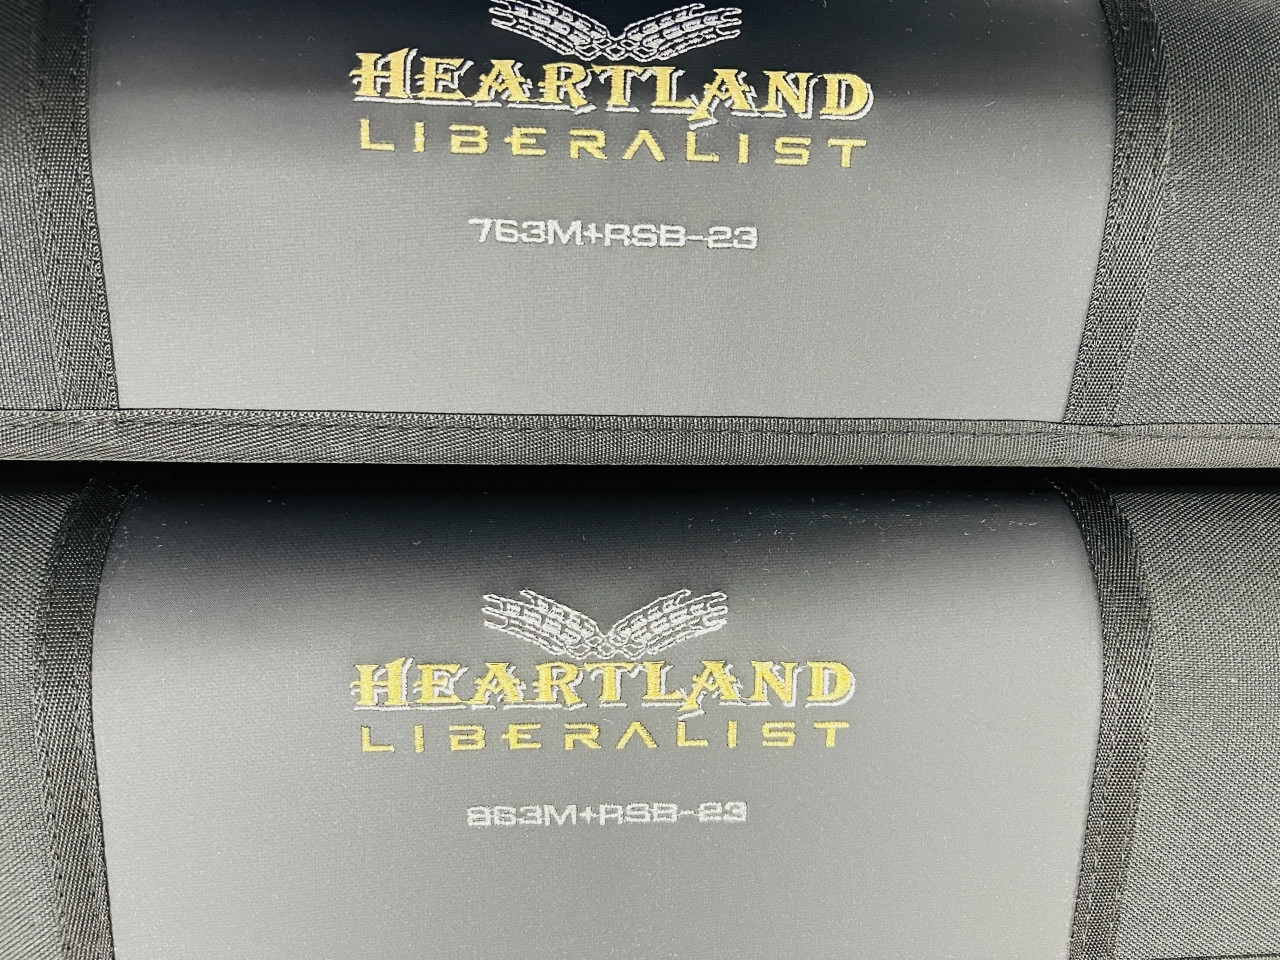 HEARTLAND
LIBERALIST
763M+RSB-23
HEARTLAND
LIBERALIST
863M+RSB-23